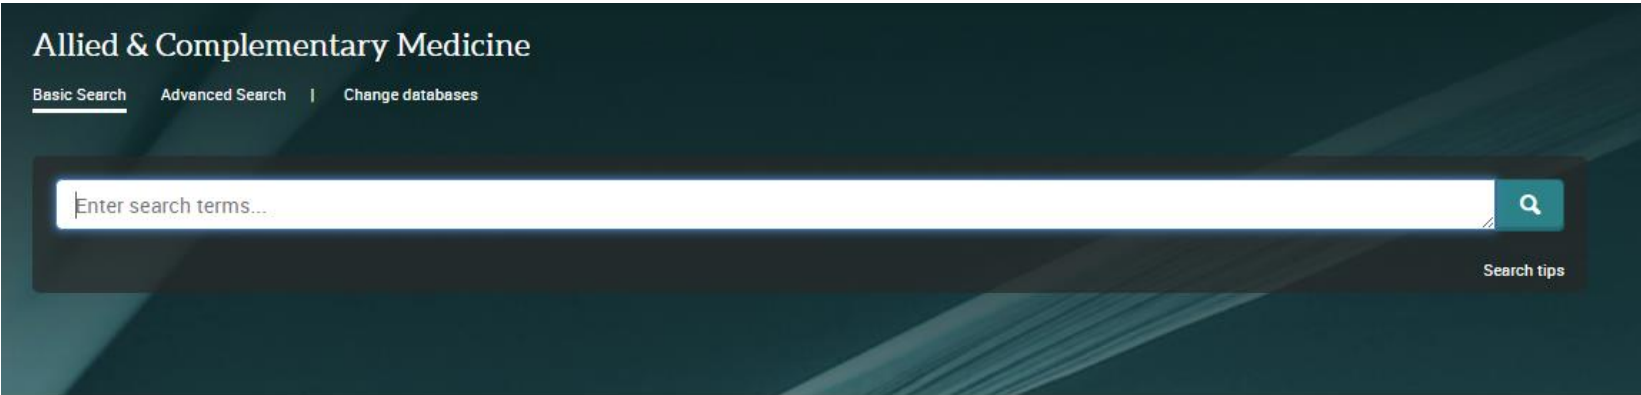 Allied & Complementary Medicine
Basic Search Advanced Search | Change databases
Enter search terms...
Search tips